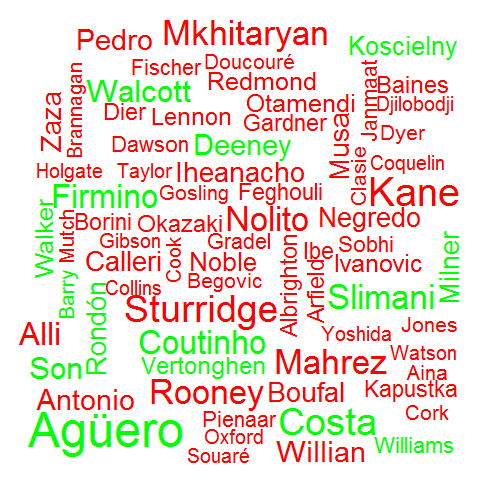 Pedro
Mkhitaryan
Koscielny
Fischer
Doucouré
Walcott
Redmond
Baines
Zaza
Brannagan
Janmaat
Otamendi
Djilobodji
Dier
Lennon
Gardner
Musa
Dyer
Dawson
Deeney
Clasie
Coquelin
Holgate
Taylor
Iheanacho
Kane
Firmino
Gosling
Feghouli
Walker
Mutch
Borini
Okazaki
Nolito
Negredo
Gibson
Cook
Gradel
Albrighton
Ibe
Sobhi
Milner
Calleri
Noble
Arfield
Ivanovic
Barry
Rondón
Collins
Begovic
Slimani
Sturridge
Alli
Coutinho
Yoshida
Jones
Son
Vertonghen
Mahrez
Watson
Aina
Antonio
Rooney
Boufal
Kapustka
Agüero
Pienaar
Costa
Cork
Oxford
Souaré
Willian
Williams